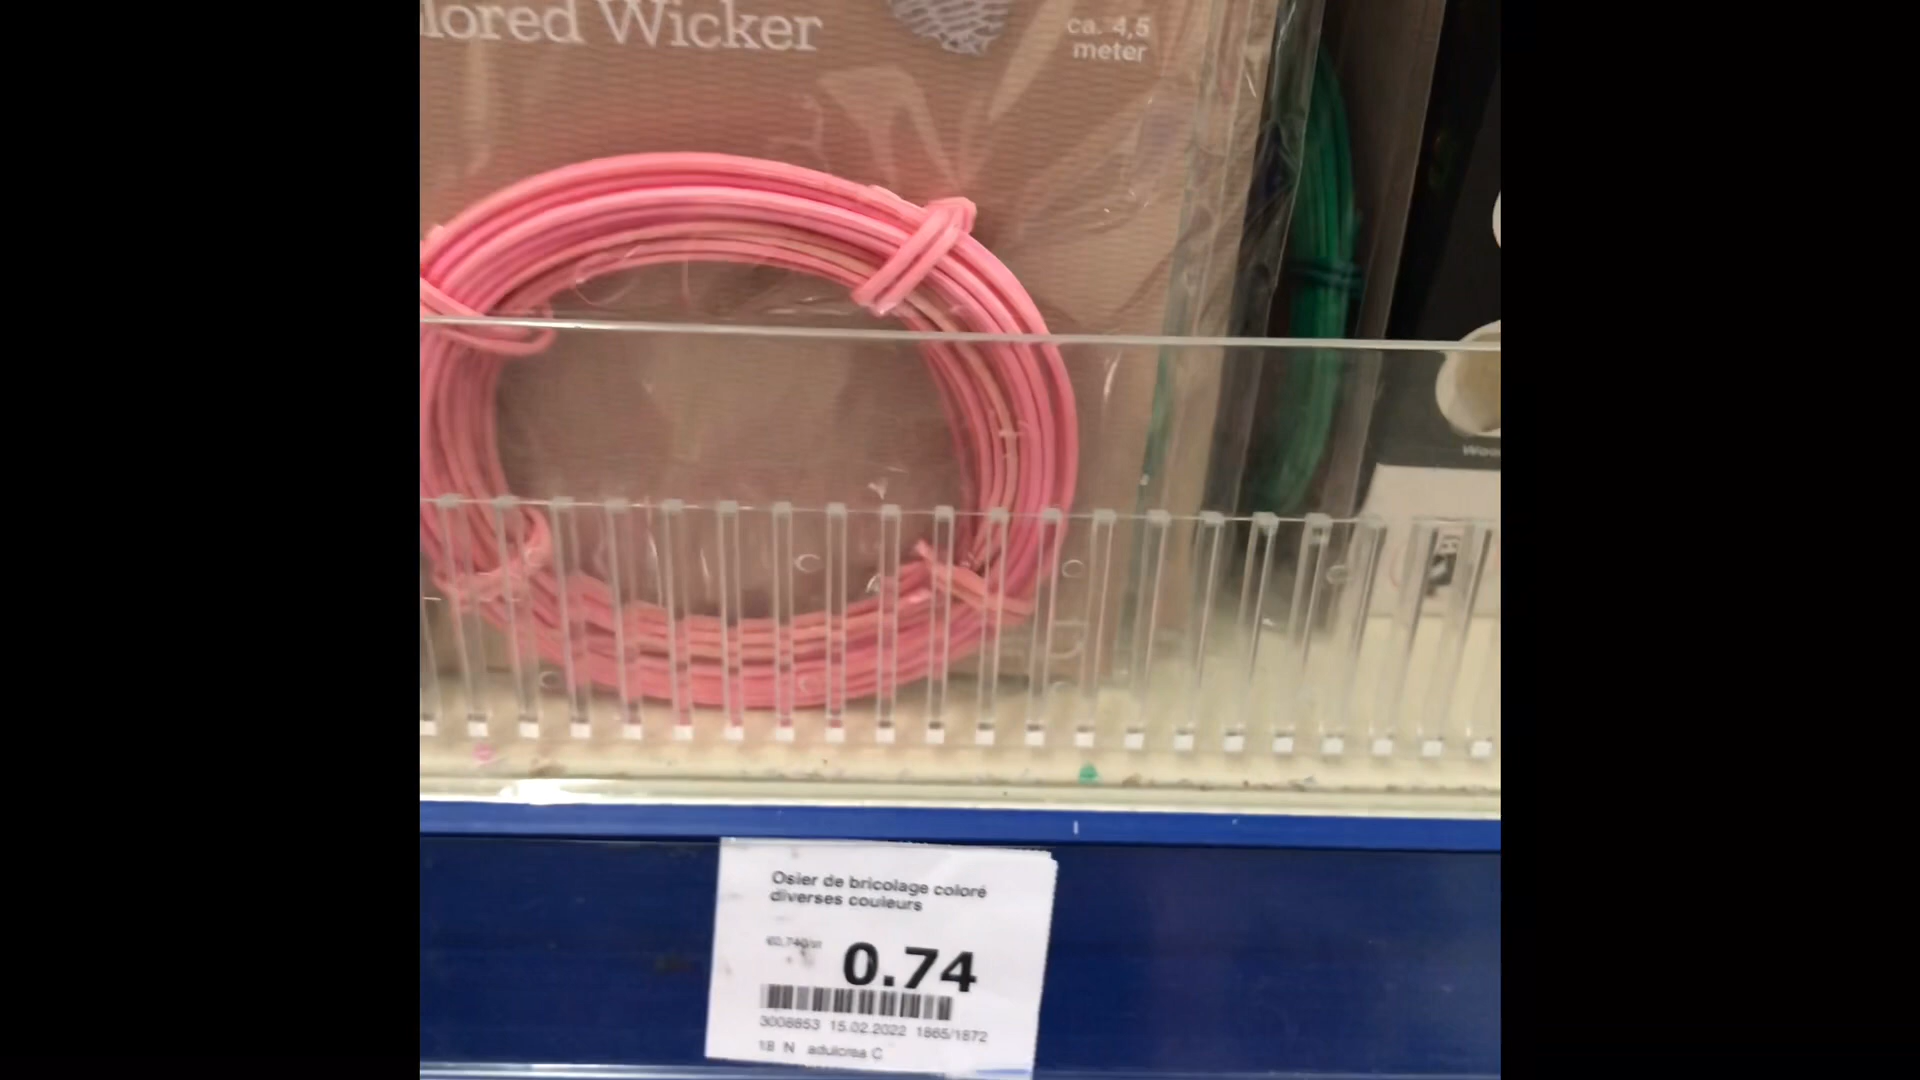 lored Wicker
ca. 4,5
meter
Osier de bricolage coloré
diverses couleurs
0.74
3008853 15.02.2022 1865/1872
18 N adulcrea C